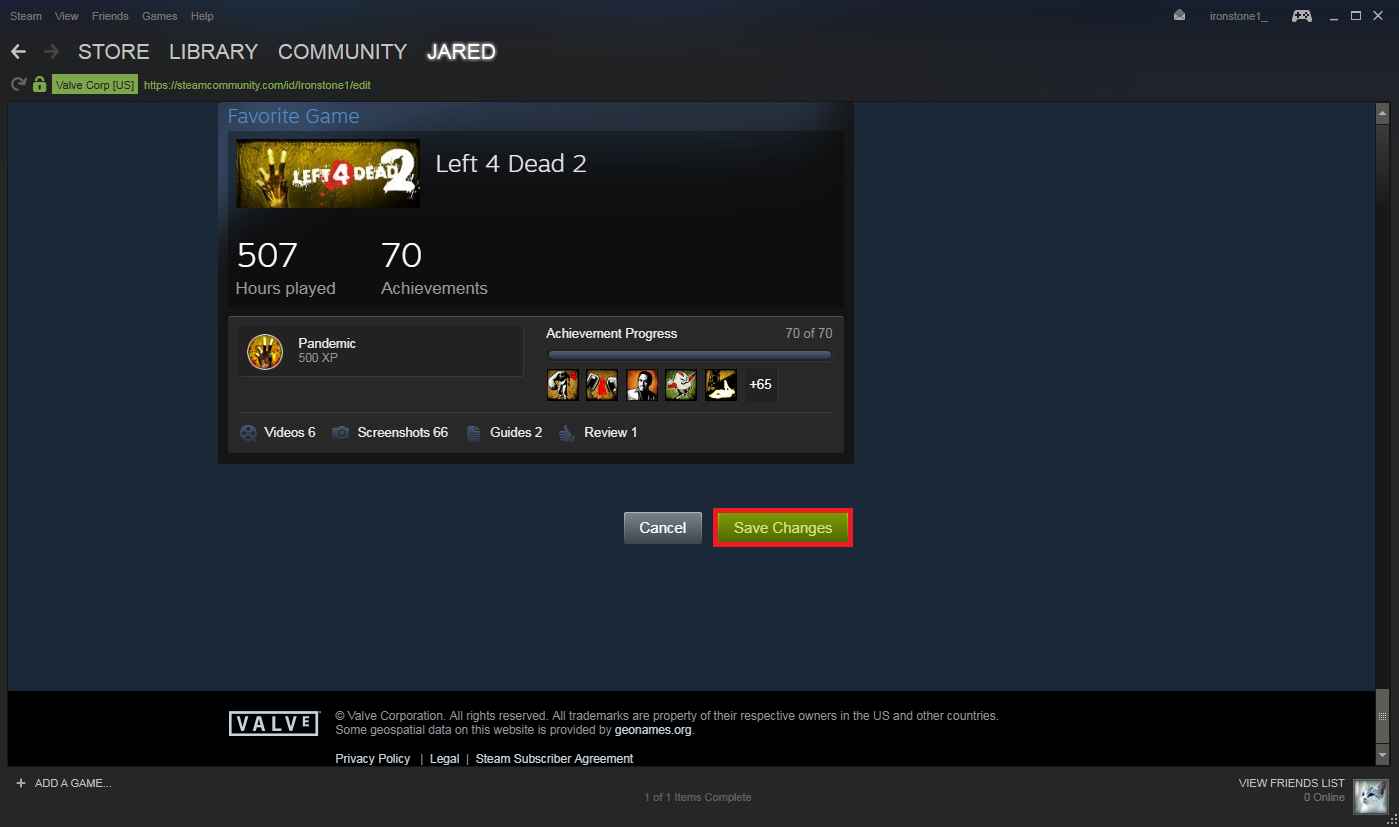 Steam View Friends Games Help
ironstone1_
STORE LIBRARY COMMUNITY JARED
Valve Corp [US] https://steamcommunity.com/id/Ironstone1/edit
Favorite Game
LEFT 4 DEAD 2
Left 4 Dead 2
507 70
Hours played Achievements
Pandemic
500 XP
Achievement Progress 70 of 70
+65
Videos 6 Screenshots 66 Guides 2 Review 1
Cancel Save Changes
VALVE
© Valve Corporation. All rights reserved. All trademarks are property of their respective owners in the US and other countries.
Some geospatial data on this website is provided by geonames.org.
Privacy Policy | Legal | Steam Subscriber Agreement
+ ADD A GAME...
1 of 1 Items Complete
VIEW FRIENDS LIST
0 Online